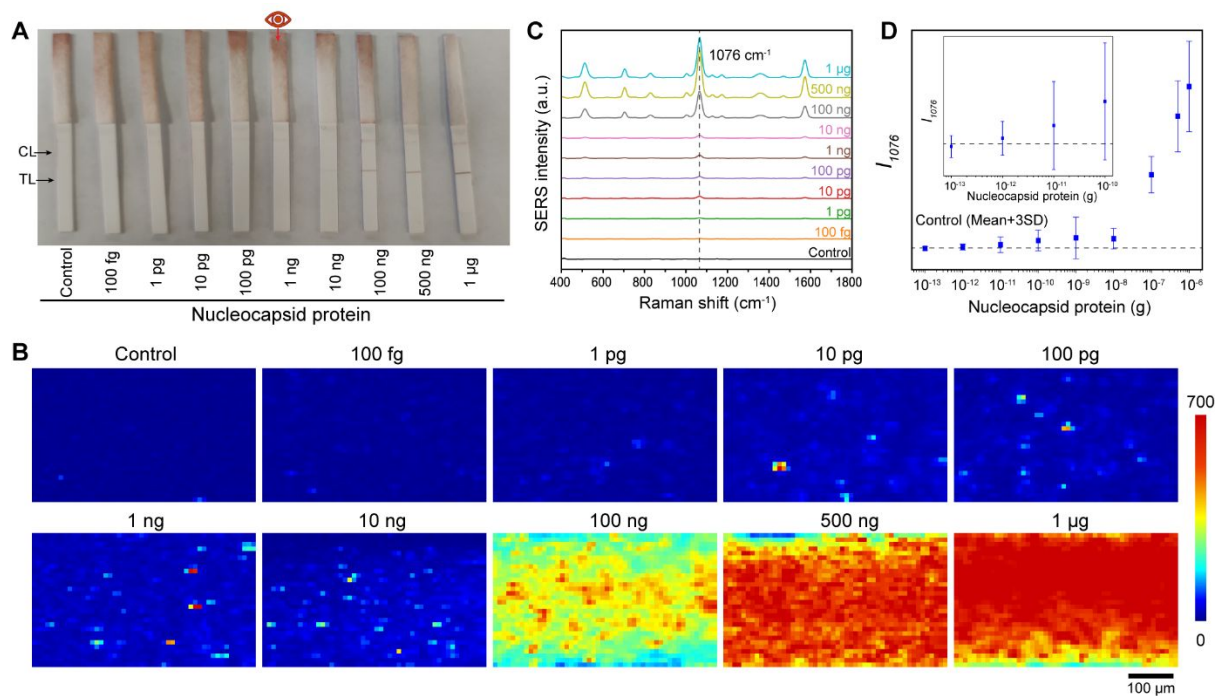 A
CL
TL
Control
100 fg
1 pg
10 pg
100 pg
1 ng
10 ng
100 ng
500 ng
1 µg
Nucleocapsid protein
C
SERS intensity (a.u.)
1076 cm⁻¹
1 µg
500 ng
100 ng
10 ng
1 ng
100 pg
10 pg
1 pg
100 fg
Control
400 600 800 1000 1200 1400 1600 1800
Raman shift (cm⁻¹)
D
I₁₀₇₆
I₁₀₇₆
10⁻¹³ 10⁻¹² 10⁻¹¹ 10⁻¹⁰
Nucleocapsid protein (g)
Control (Mean+3SD)
10⁻¹³ 10⁻¹² 10⁻¹¹ 10⁻¹⁰ 10⁻⁹ 10⁻⁸ 10⁻⁷ 10⁻⁶
Nucleocapsid protein (g)
B
Control 100 fg 1 pg 10 pg 100 pg
1 ng 10 ng 100 ng 500 ng 1 µg
700
0
100 µm